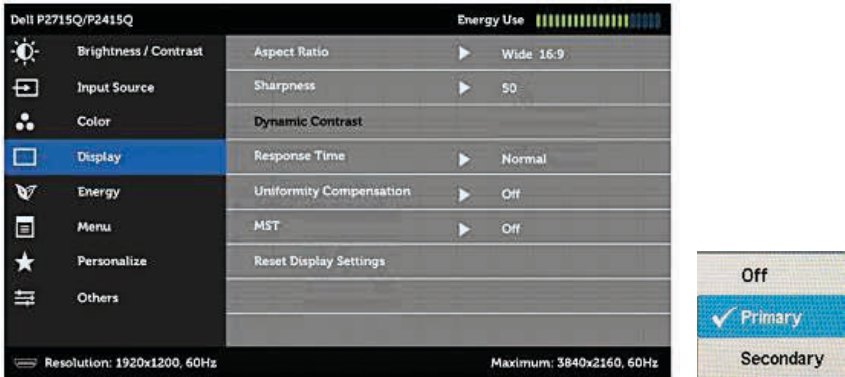 Dell P2715Q/P2415Q Energy Use
Brightness / Contrast Aspect Ratio Wide 16:9
Input Source Sharpness 50
Color Dynamic Contrast
Display Response Time Normal
Energy Uniformity Compensation Off
Menu MST Off
Personalize Reset Display Settings
Others
Resolution: 1920x1200, 60Hz Maximum: 3840x2160, 60Hz
Off
Primary
Secondary